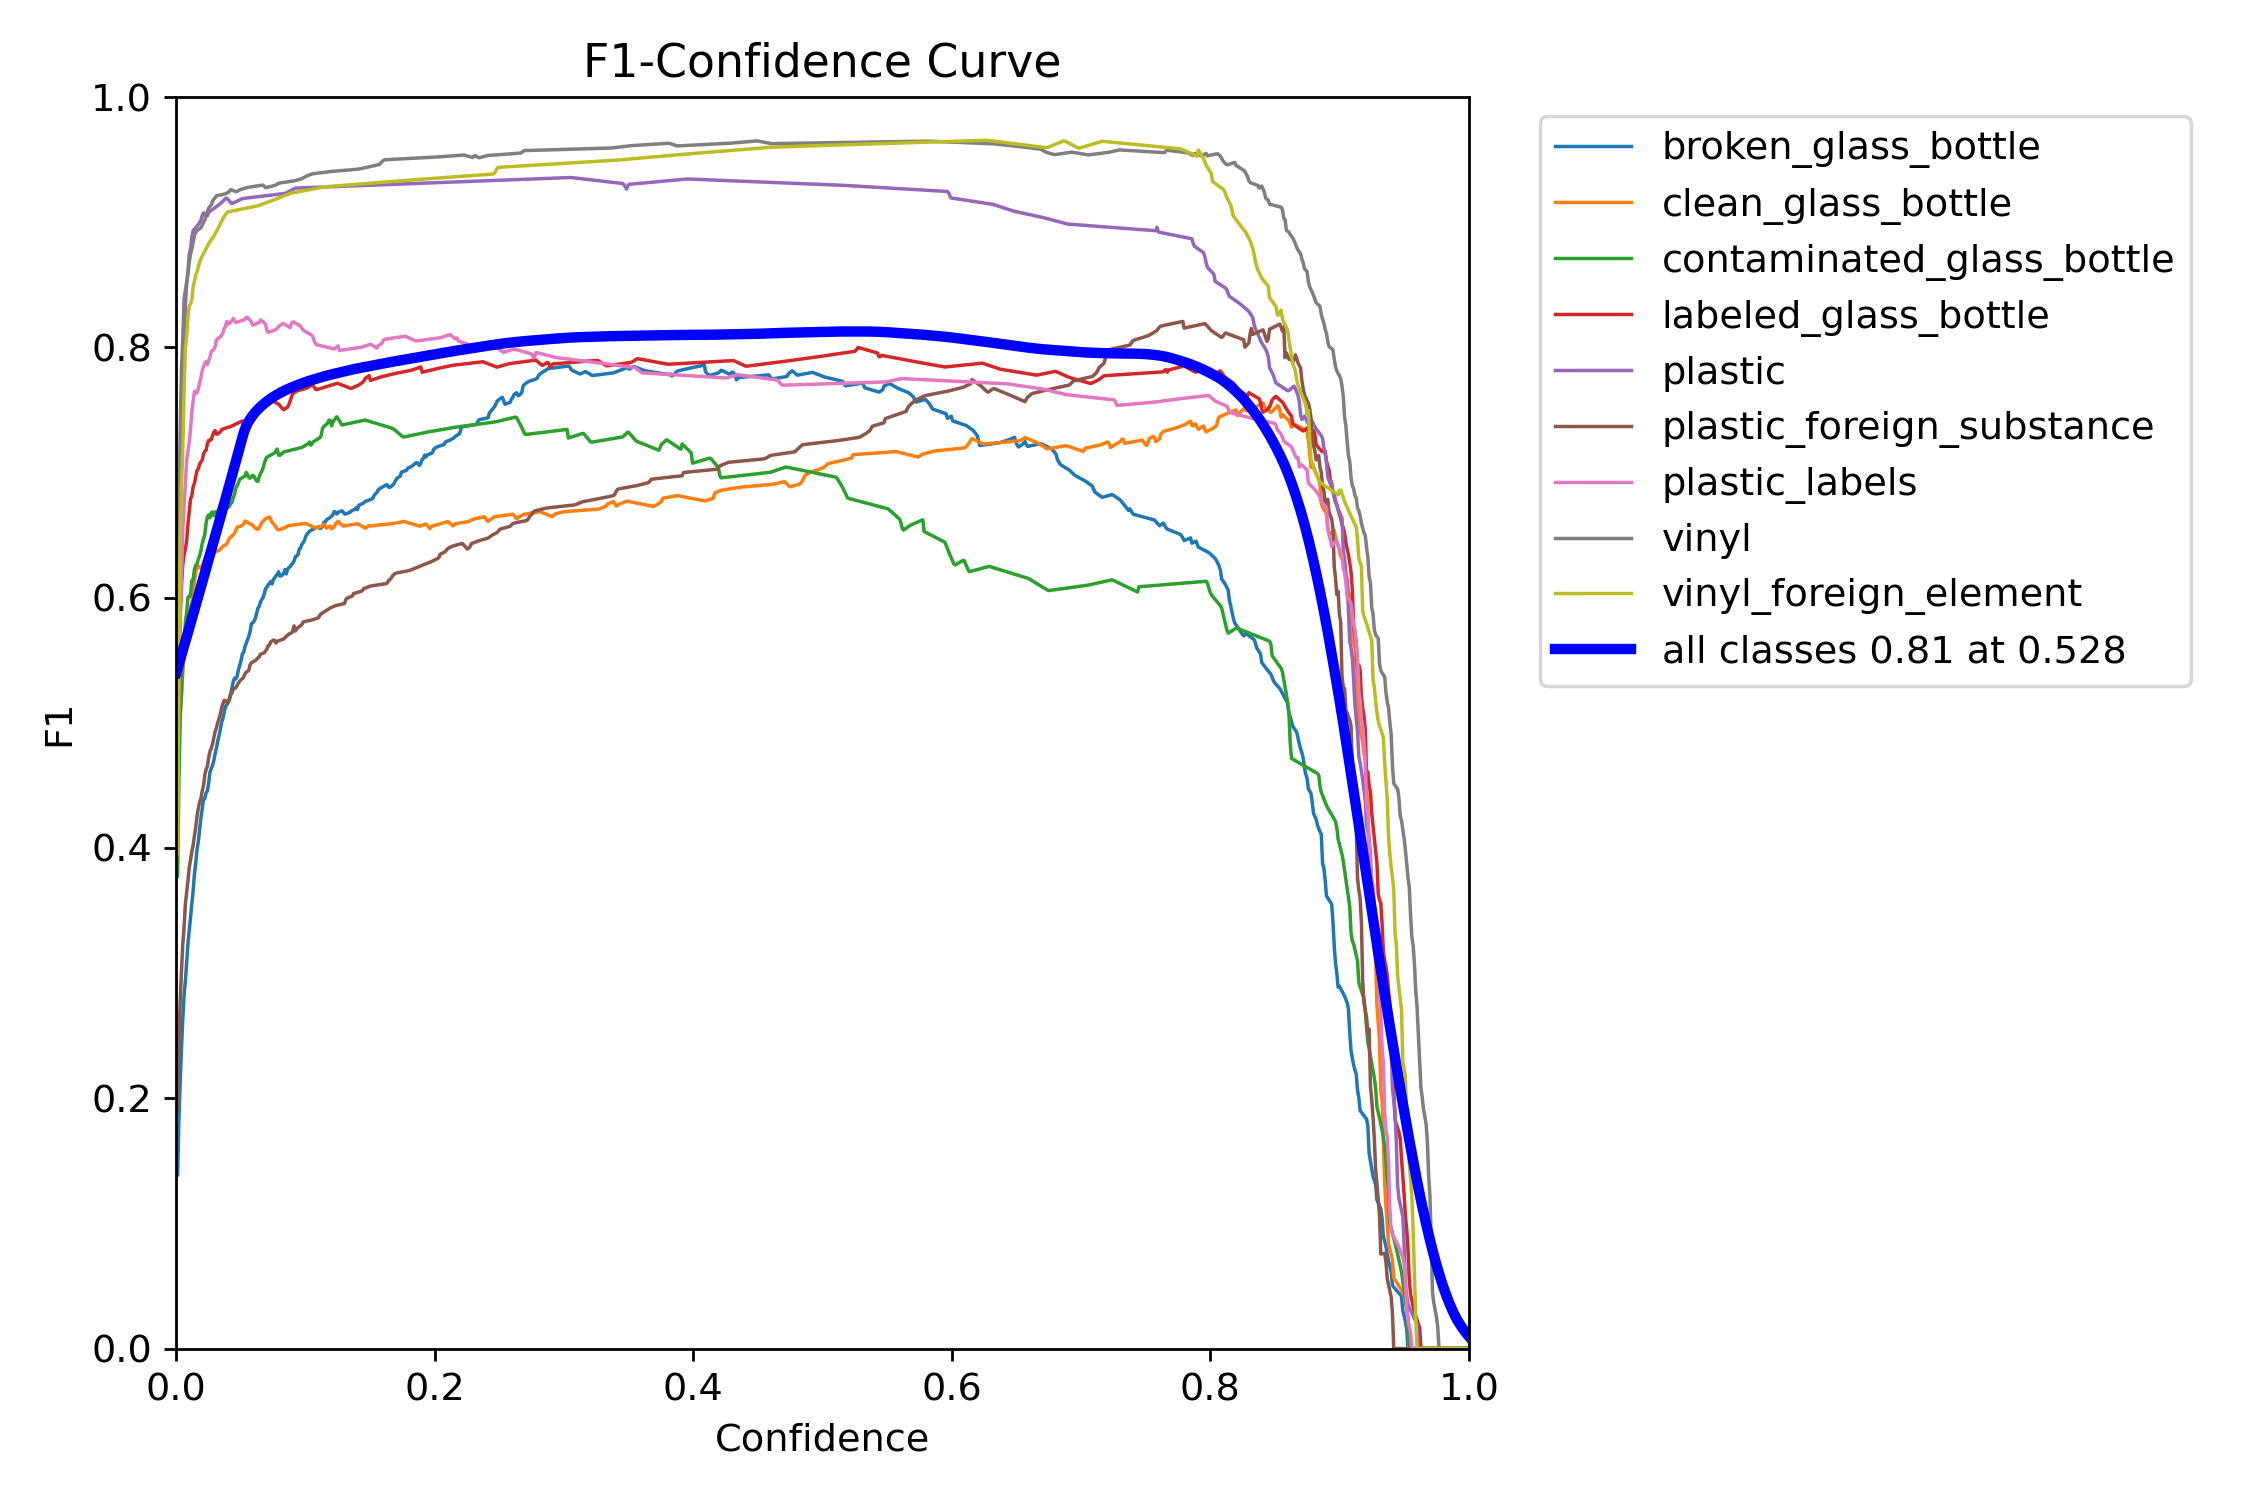 F1-Confidence Curve
1.0
0.8
0.6
0.4
0.2
0.0
F1
0.0 0.2 0.4 0.6 0.8 1.0
Confidence
broken_glass_bottle
clean_glass_bottle
contaminated_glass_bottle
labeled_glass_bottle
plastic
plastic_foreign_substance
plastic_labels
vinyl
vinyl_foreign_element
all classes 0.81 at 0.528